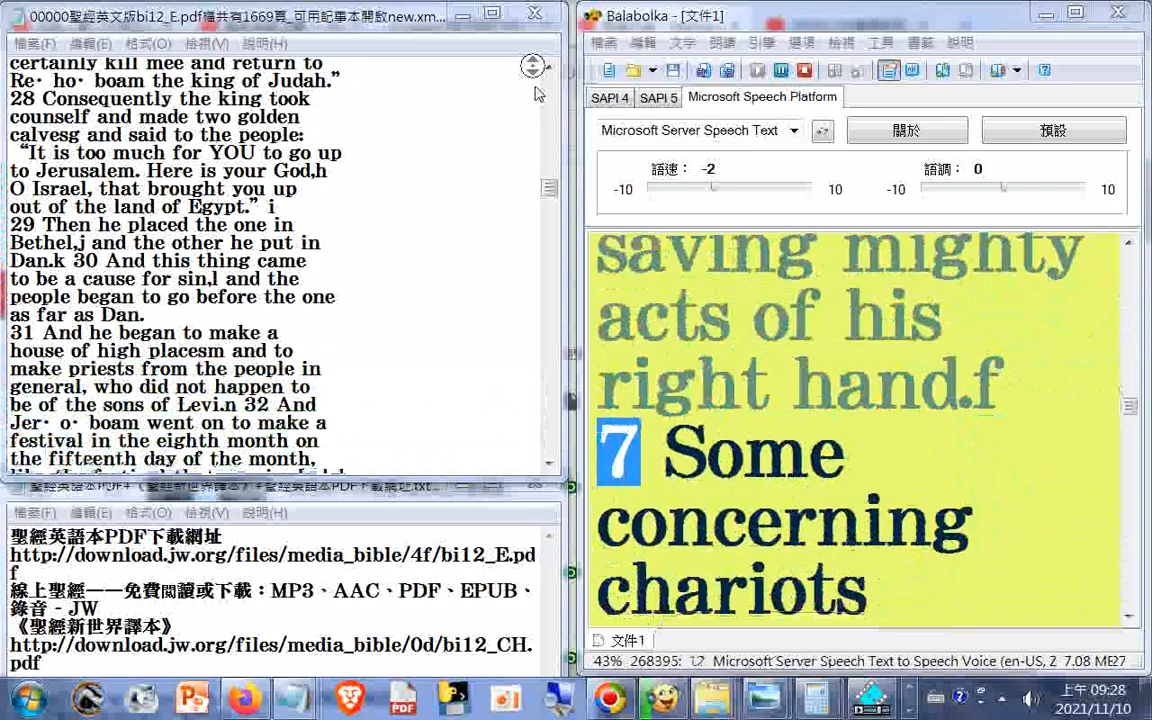 00000聖經英文版bi12_E.pdf檔共有1669頁_可用記事本開啟new.xm...
檔案(F) 編輯(E) 格式(O) 檢視(V) 說明(H)
certainly kill mee and return to
Re· ho· boam the king of Judah.”
28 Consequently the king took
counself and made two golden
calvesg and said to the people:
“It is too much for YOU to go up
to Jerusalem. Here is your God,h
O Israel, that brought you up
out of the land of Egypt.” i
29 Then he placed the one in
Bethel,j and the other he put in
Dan.k 30 And this thing came
to be a cause for sin,l and the
people began to go before the one
as far as Dan.
31 And he began to make a
house of high placesm and to
make priests from the people in
general, who did not happen to
be of the sons of Levi.n 32 And
Jer· o· boam went on to make a
festival in the eighth month on
the fifteenth day of the month,
檔案(F) 編輯(E) 格式(O) 檢視(V) 說明(H)
聖經英語本PDF下載網址
http://download.jw.org/files/media_bible/4f/bi12_E.pd
f
線上聖經——免費閱讀或下載：MP3、AAC、PDF、EPUB、
錄音 - JW
《聖經新世界譯本》
http://download.jw.org/files/media_bible/0d/bi12_CH.
pdf
Balabolka - [文件1]
檔案 編輯 文字 朗讀 引擎 選項 檢視 工具 書籤 說明
SAPI 4 SAPI 5 Microsoft Speech Platform
Microsoft Server Speech Text 關於 預設
語速： -2 語調： 0
-10 10 -10 10
saving mighty
acts of his
right hand.f
7 Some
concerning
chariots
文件1
43% 268395: Microsoft Server Speech Text to Speech Voice (en-US, Z 7.08 ME27
上午 09:28
2021/11/10